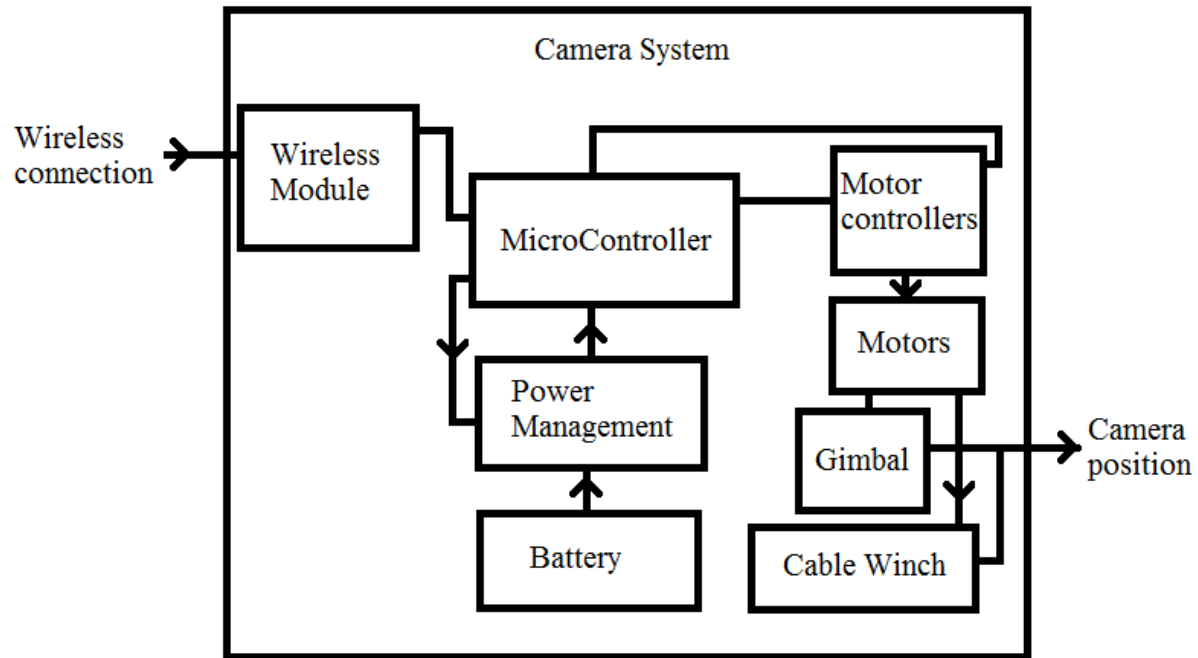 Camera System
Wireless
connection
Wireless
Module
MicroController
Motor
controllers
Motors
Power
Management
Gimbal
Camera
position
Battery
Cable Winch